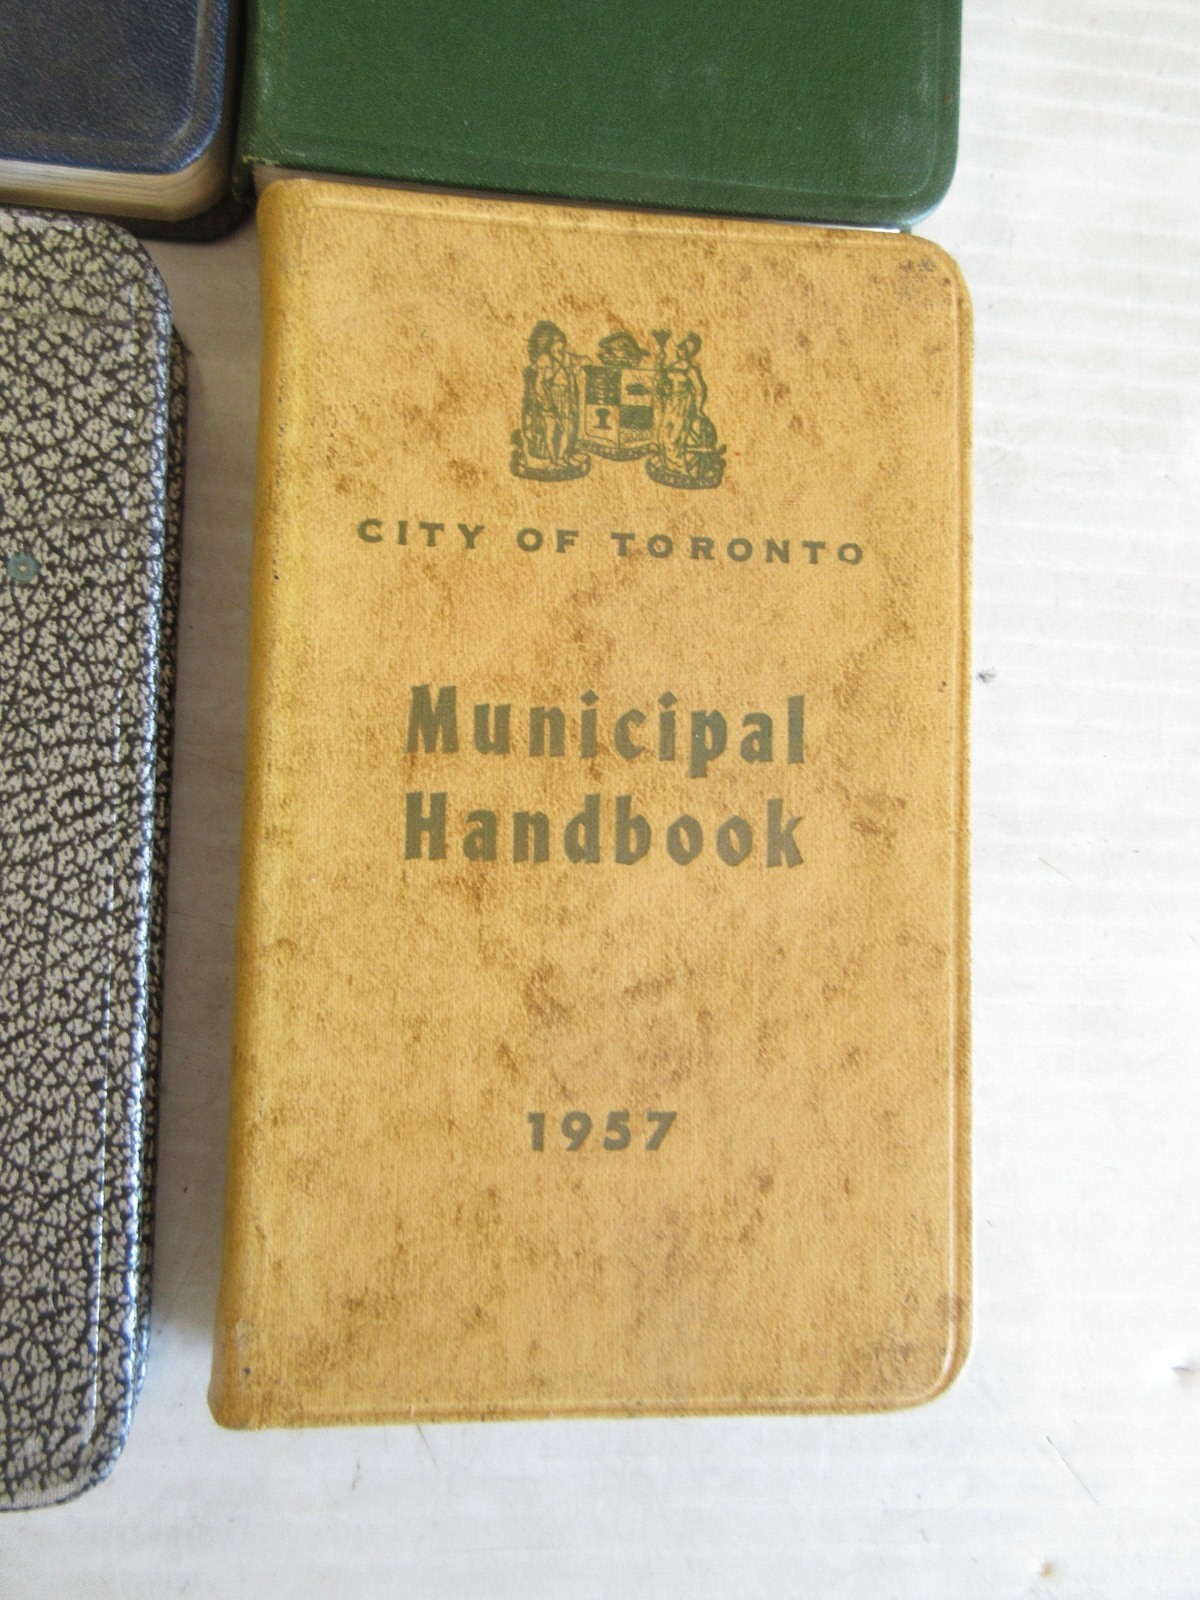 CITY OF TORONTO
Municipal
Handbook
1957